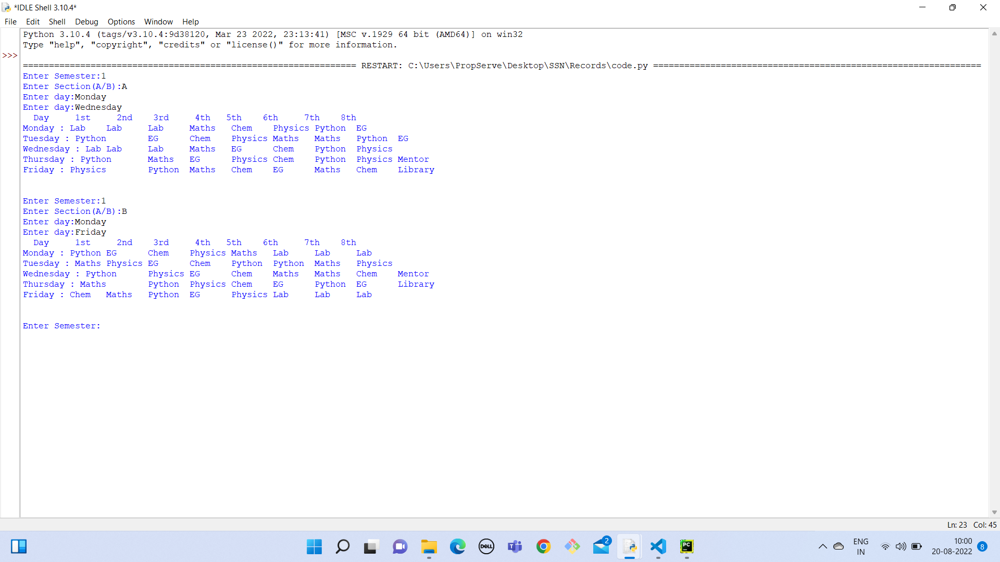 *IDLE Shell 3.10.4*
File Edit Shell Debug Options Window Help
Python 3.10.4 (tags/v3.10.4:9d38120, Mar 23 2022, 23:13:41) [MSC v.1929 64 bit (AMD64)] on win32
Type "help", "copyright", "credits" or "license()" for more information.
>>>
================================================================ RESTART: C:\Users\PropServe\Desktop\SSN\Records\code.py ===============================================================
Enter Semester:1
Enter Section(A/B):A
Enter day:Monday
Enter day:Wednesday
Day 1st 2nd 3rd 4th 5th 6th 7th 8th
Monday : Lab Lab Lab Maths Chem Physics Python EG
Tuesday : Python EG Chem Physics Maths Maths Python EG
Wednesday : Lab Lab Lab Maths EG Chem Python Physics
Thursday : Python Maths EG Physics Chem Python Physics Mentor
Friday : Physics Python Maths Chem EG Maths Chem Library
Enter Semester:1
Enter Section(A/B):B
Enter day:Monday
Enter day:Friday
Day 1st 2nd 3rd 4th 5th 6th 7th 8th
Monday : Python EG Chem Physics Maths Lab Lab Lab
Tuesday : Maths Physics EG Chem Python Python Maths Physics
Wednesday : Python Physics EG Chem Maths Maths Chem Mentor
Thursday : Maths Python Physics Chem EG Python EG Library
Friday : Chem Maths Python EG Physics Lab Lab Lab
Enter Semester:
Ln: 23 Col: 45
DELL
T
2
PC
ENG
IN
10:00
20-08-2022
8